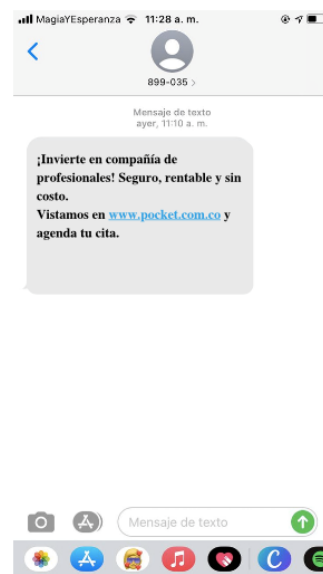 MagiaYEsperanza 11:28 a. m.
899-035 >
Mensaje de texto
ayer, 11:10 a. m.
¡Invierte en compañía de
profesionales! Seguro, rentable y sin
costo.
Vistamos en www.pocket.com.co y
agenda tu cita.
Mensaje de texto